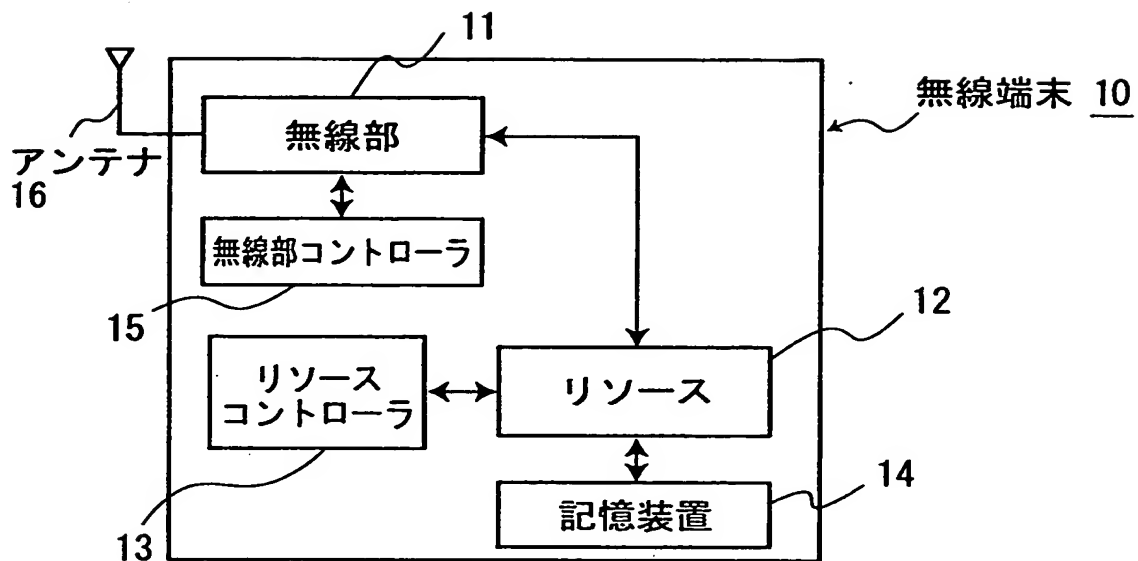 11
無線端末 10
無線部
アンテナ
16
無線部コントローラ
15
12
リソース
コントローラ
リソース
14
記憶装置
13